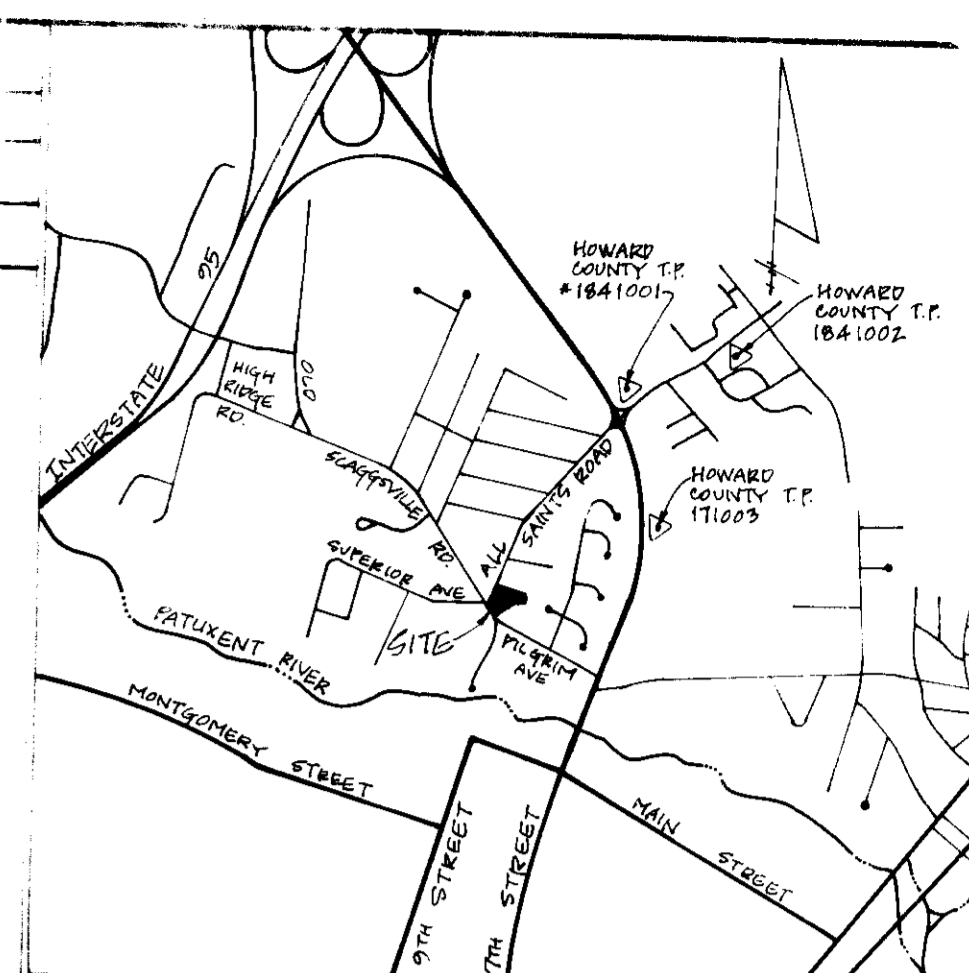 HOWARD
COUNTY T.P.
#1841001
HOWARD
COUNTY T.P.
1841002
95
INTERSTATE
HIGH
RIDGE
RD.
OLD
SCAGGSVILLE
RD.
ALL SAINTS ROAD
HOWARD
COUNTY T.P.
171003
SUPERIOR AVE
SITE
PILGRIM
AVE
PATUXENT RIVER
MONTGOMERY STREET
MAIN STREET
9TH STREET
7TH STREET